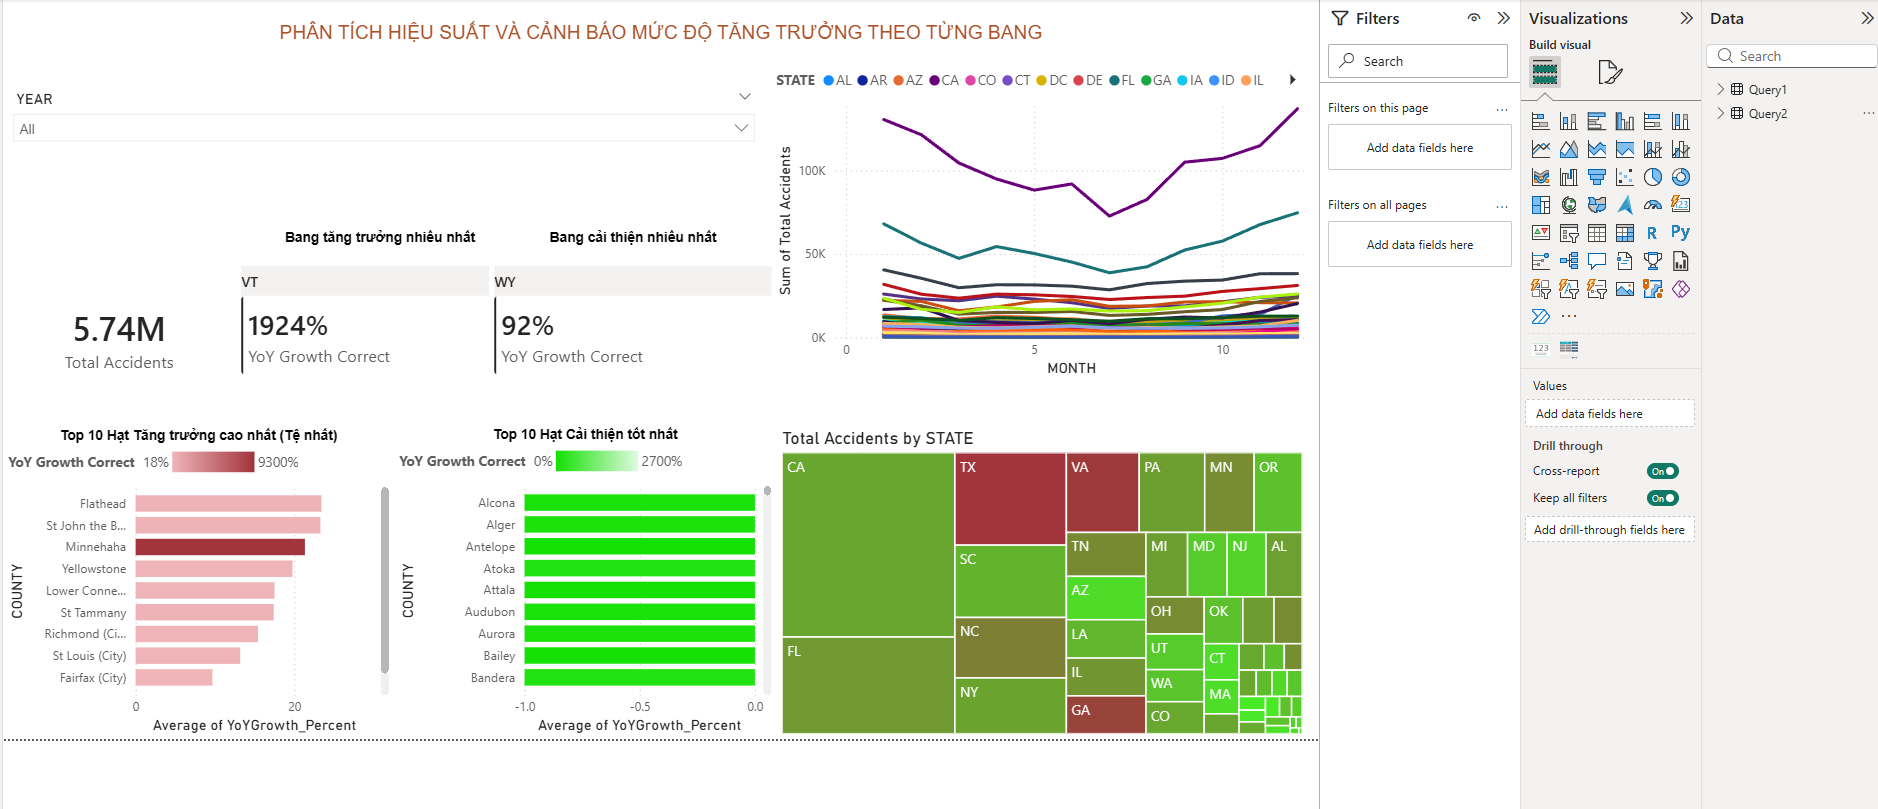 PHÂN TÍCH HIỆU SUẤT VÀ CẢNH BÁO MỨC ĐỘ TĂNG TRƯỞNG THEO TỪNG BANG
YEAR
All
Bang tăng trưởng nhiều nhất
Bang cải thiện nhiều nhất
VT
WY
5.74M
Total Accidents
1924%
YoY Growth Correct
92%
YoY Growth Correct
STATE AL AR AZ CA CO CT DC DE FL GA IA ID IL
Sum of Total Accidents
100K
50K
0K
0 5 10
MONTH
Top 10 Hạt Tăng trưởng cao nhất (Tệ nhất)
YoY Growth Correct 18% 9300%
COUNTY
Flathead
St John the B...
Minnehaha
Yellowstone
Lower Conne...
St Tammany
Richmond (Ci...
St Louis (City)
Fairfax (City)
0 20
Average of YoYGrowth_Percent
Top 10 Hạt Cải thiện tốt nhất
YoY Growth Correct 0% 2700%
COUNTY
Alcona
Alger
Antelope
Atoka
Attala
Audubon
Aurora
Bailey
Bandera
-1.0 -0.5 0.0
Average of YoYGrowth_Percent
Total Accidents by STATE
CA
FL
TX
SC
NC
NY
VA
TN
AZ
LA
IL
GA
PA
MN
OR
MI
MD
NJ
AL
OH
UT
WA
CO
OK
CT
MA
Filters
Search
Filters on this page
...
Add data fields here
Filters on all pages
...
Add data fields here
Visualizations
Build visual
123
R
Py
...
123
Values
Add data fields here
Drill through
Cross-report On
Keep all filters On
Add drill-through fields here
Data
Search
Query1
Query2
...